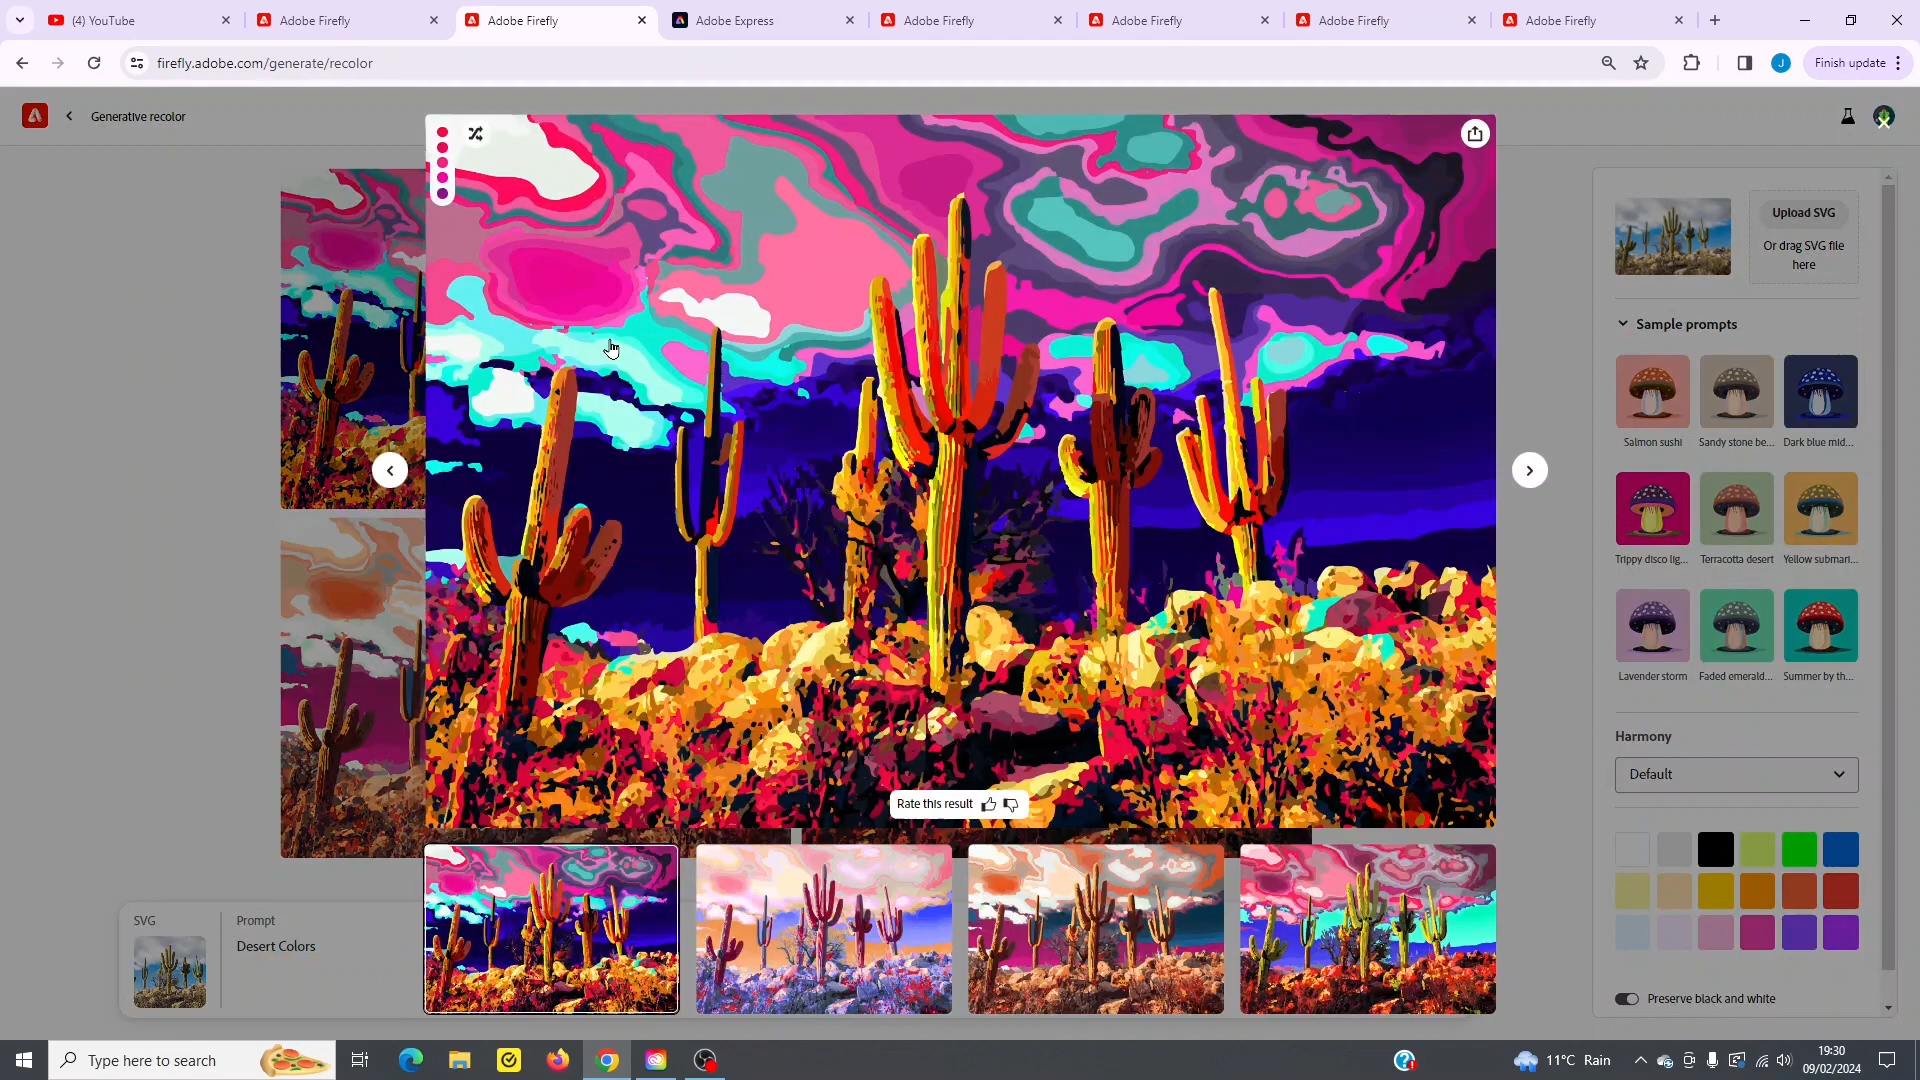 (4) YouTube
Adobe Firefly
Adobe Firefly
Adobe Express
Adobe Firefly
Adobe Firefly
Adobe Firefly
Adobe Firefly
firefly.adobe.com/generate/recolor
J
Finish update
Generative recolor
Upload SVG
Or drag SVG file
here
Sample prompts
Salmon sushi
Sandy stone be...
Dark blue mid...
Trippy disco lig...
Terracotta desert
Yellow submari...
Lavender storm
Faded emerald...
Summer by th...
Harmony
Default
Rate this result
SVG
Prompt
Desert Colors
Preserve black and white
Type here to search
11°C Rain
19:30
09/02/2024